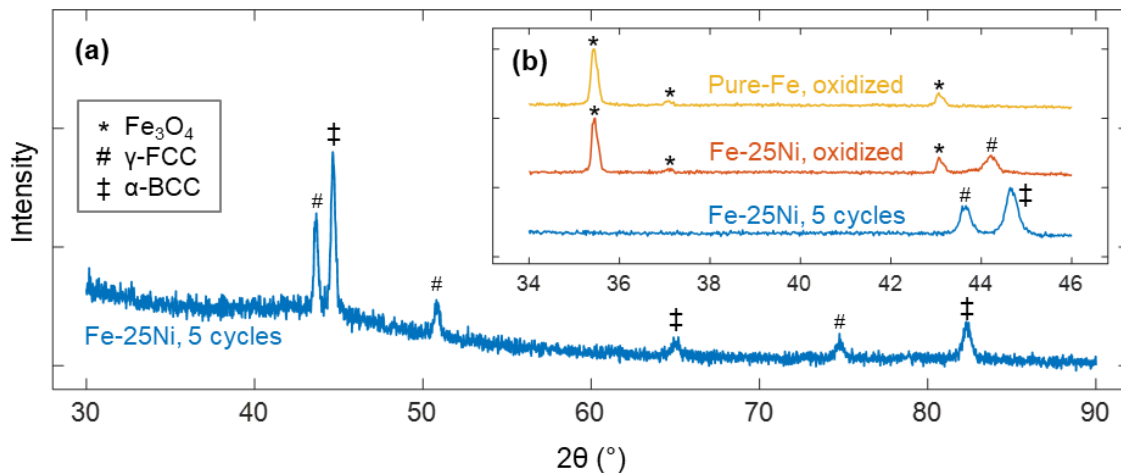 (a)
* Fe₃O₄
# γ-FCC
‡ α-BCC
Intensity
Fe-25Ni, 5 cycles
#
‡
#
‡
#
‡
30 40 50 60 70 80 90
2θ (°)
(b)
* Pure-Fe, oxidized
*
*
* Fe-25Ni, oxidized
*
*
#
Fe-25Ni, 5 cycles
#
‡
34 36 38 40 42 44 46